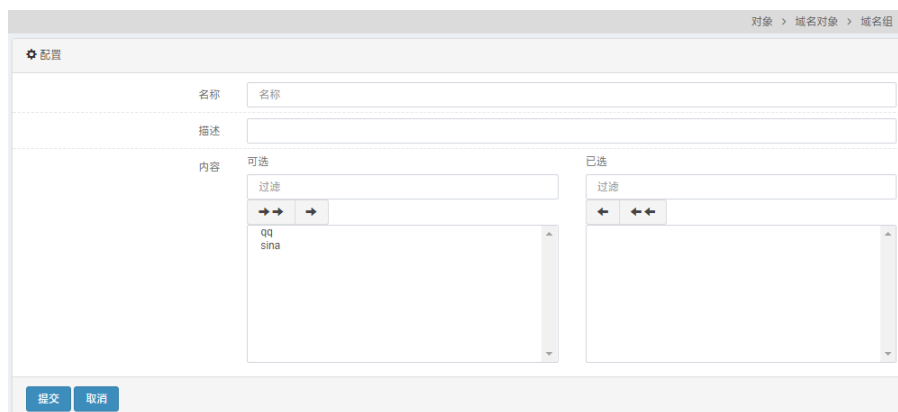 对象 > 域名对象 > 域名组
配置
名称 名称
描述
内容 可选 已选
过滤 过滤
qq
sina
提交 取消